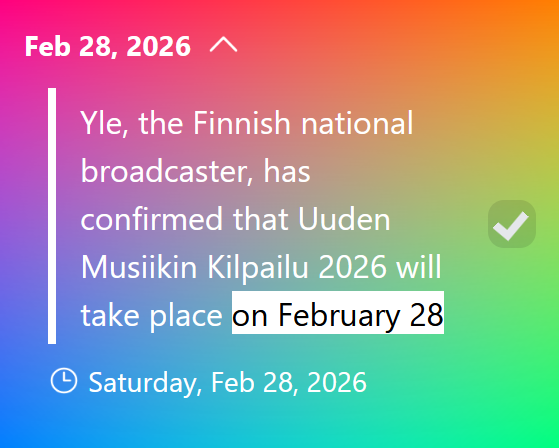 Feb 28, 2026
Yle, the Finnish national
broadcaster, has
confirmed that Uuden
Musiikin Kilpailu 2026 will
take place on February 28
Saturday, Feb 28, 2026